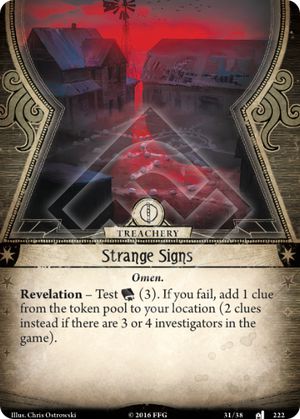 TREACHERY
Strange Signs
Omen.
Revelation – Test (3). If you fail, add 1 clue
from the token pool to your location (2 clues
instead if there are 3 or 4 investigators in the
game).
Illus. Chris Ostrowski © 2016 FFG 31/38 222